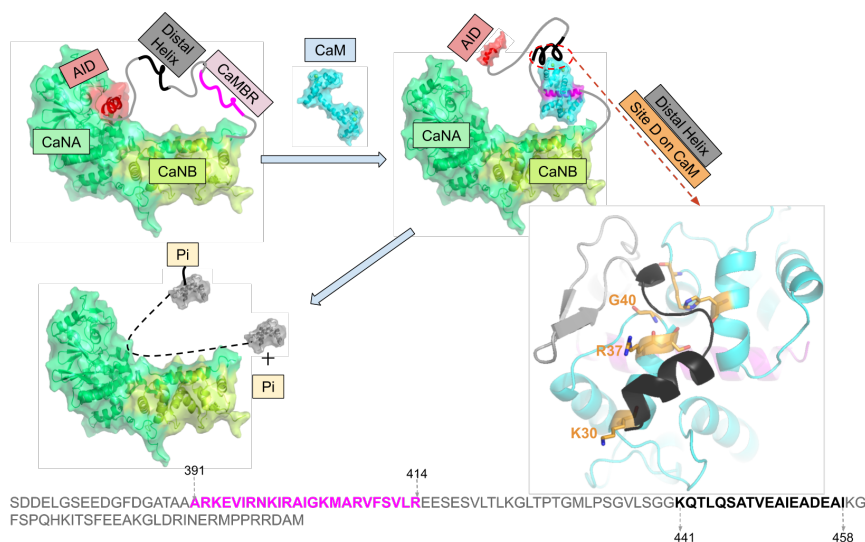 Distal Helix
AID
CaMBR
CaNA
CaNB
CaM
AID
CaNA
CaNB
Distal Helix
Site D on CaM
Pi
+
Pi
G40
R37
K30
391
414
SDDELGSEEDGFDGATAAARKEVIRNKIRAIGKMARVFSVLREESESVLTLKGLTPTGMLPSGVLSGGKQTLQSATVEAIEADEAIKG
FSPQHKITSFEEAKGLDRINERMPPRRDAM
441
458